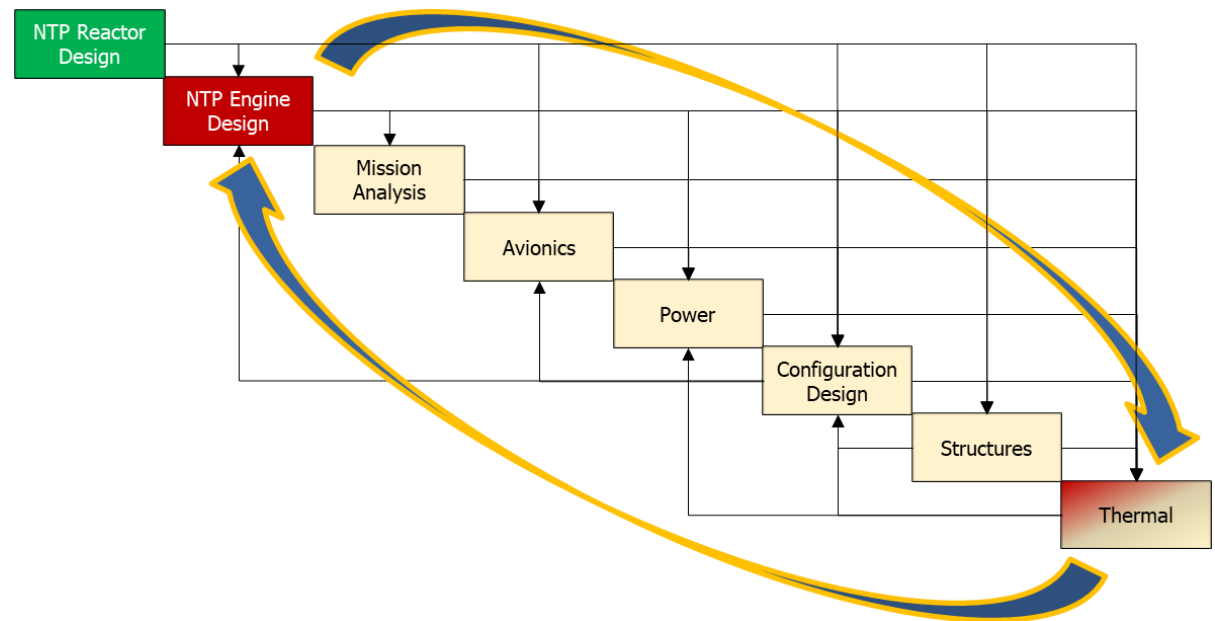 NTP Reactor
Design
NTP Engine
Design
Mission
Analysis
Avionics
Power
Configuration
Design
Structures
Thermal